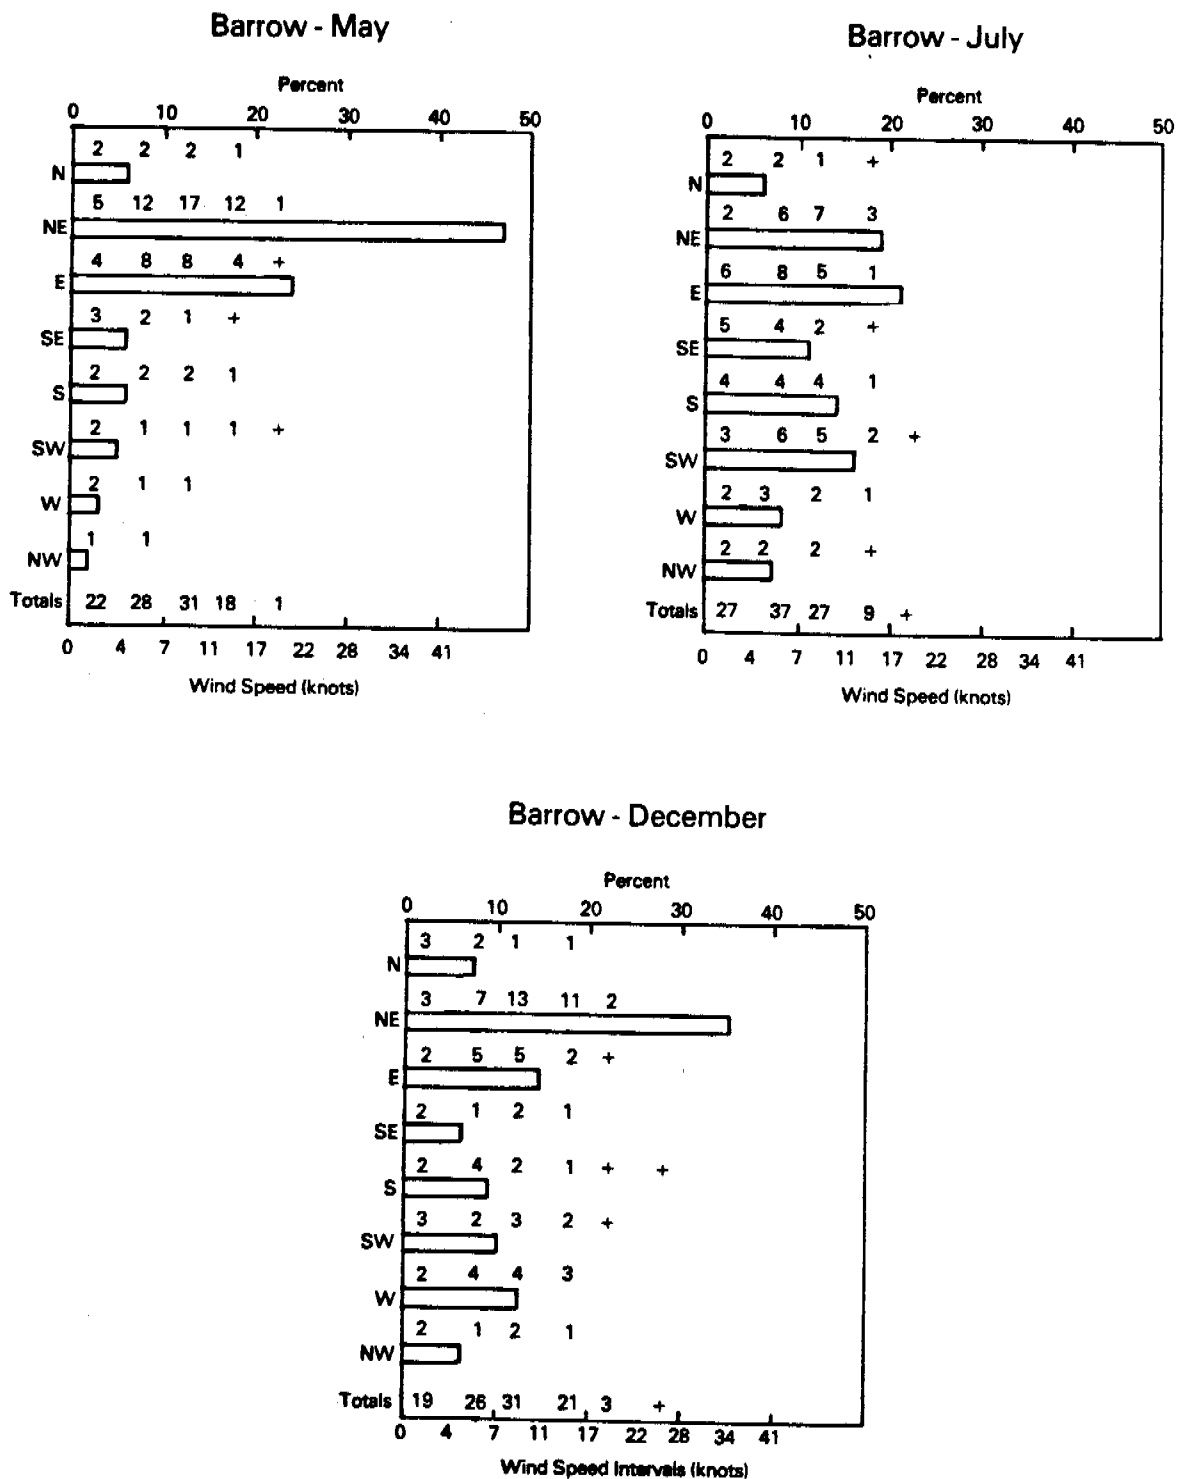 Barrow - May
Percent
0 10 20 30 40 50
2 2 2 1
N
5 12 17 12 1
NE
4 8 8 4 +
E
3 2 1 +
SE
2 2 2 1
S
2 1 1 1 +
SW
2 1 1
W
1 1
NW
Totals 22 28 31 18 1
0 4 7 11 17 22 28 34 41
Wind Speed (knots)
Barrow - July
Percent
0 10 20 30 40 50
2 2 1 +
N
2 6 7 3
NE
6 8 5 1
E
5 4 2 +
SE
4 4 4 1
S
3 6 5 2 +
SW
2 3 2 1
W
2 2 2 +
NW
Totals 27 37 27 9 +
0 4 7 11 17 22 28 34 41
Wind Speed (knots)
Barrow - December
Percent
0 10 20 30 40 50
3 2 1 1
N
3 7 13 11 2
NE
2 5 5 2 +
E
2 1 2 1
SE
2 4 2 1 + +
S
3 2 3 2 +
SW
2 4 4 3
W
2 1 2 1
NW
Totals 19 26 31 21 3 +
0 4 7 11 17 22 28 34 41
Wind Speed Intervals (knots)